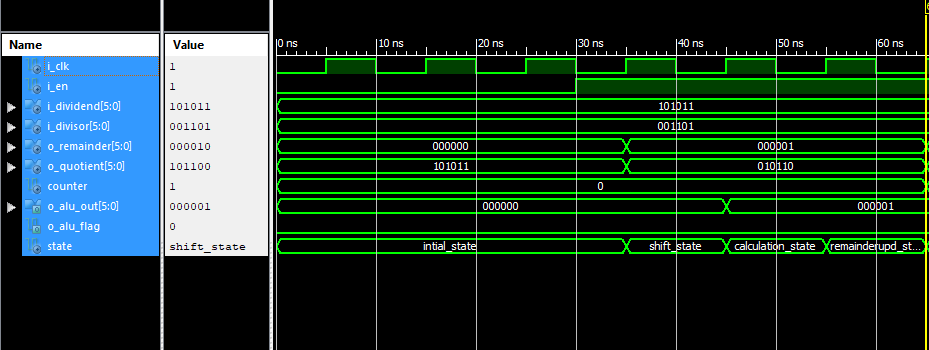 6
Name Value 0 ns 10 ns 20 ns 30 ns 40 ns 50 ns 60 ns
i_clk 1
i_en 1
i_dividend[5:0] 101011 101011
i_divisor[5:0] 001101 001101
o_remainder[5:0] 000010 000000 000001
o_quotient[5:0] 101100 101011 010110
counter 1 0
o_alu_out[5:0] 000001 000000 000001
o_alu_flag 0
state shift_state intial_state shift_state calculation_state remainderupd_st...